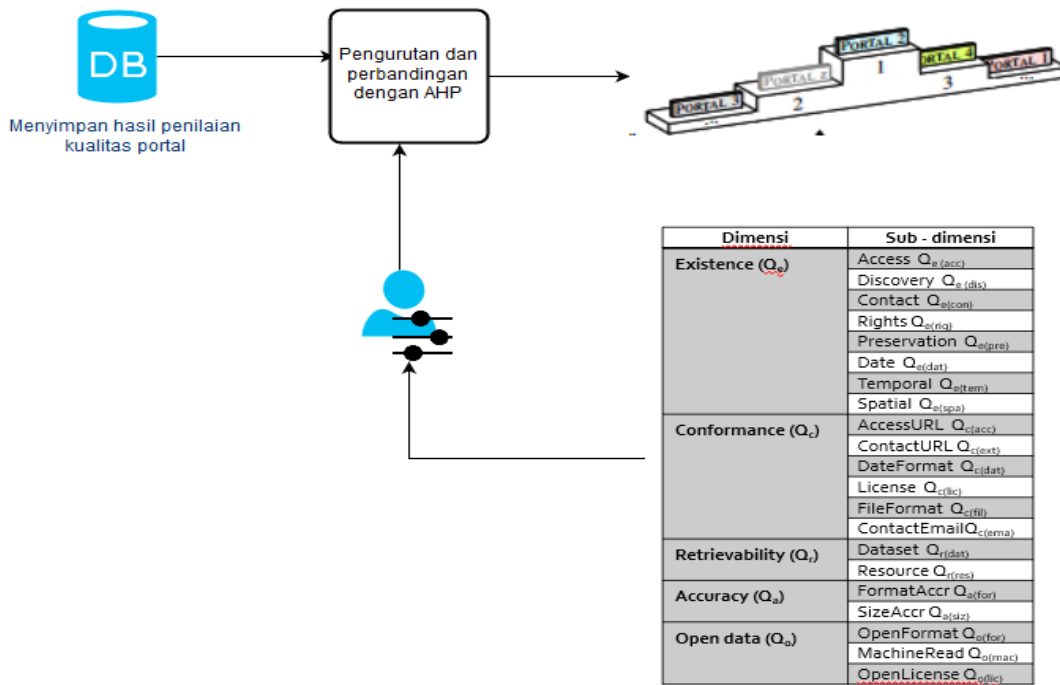 DB
Menyimpan hasil penilaian
kualitas portal
Pengurutan dan
perbandingan
dengan AHP
PORTAL 3
...
PORTAL z
2
PORTAL 2
1
PORTAL 4
3
PORTAL 1
...
Dimensi Sub - dimensi
Existence (Qe) Access Qe (acc)
Discovery Qe (dis)
Contact Qe(con)
Rights Qe(rig)
Preservation Qe(pre)
Date Qe(dat)
Temporal Qe(tem)
Spatial Qe(spa)
Conformance (Qc) AccessURL Qc(acc)
ContactURL Qc(ext)
DateFormat Qc(dat)
License Qc(lic)
FileFormat Qc(fil)
ContactEmailQc(ema)
Retrievability (Qr) Dataset Qr(dat)
Resource Qr(res)
Accuracy (Qa) FormatAccr Qa(for)
SizeAccr Qa(siz)
Open data (Qo) OpenFormat Qo(for)
MachineRead Qo(mac)
OpenLicense Qo(lic)